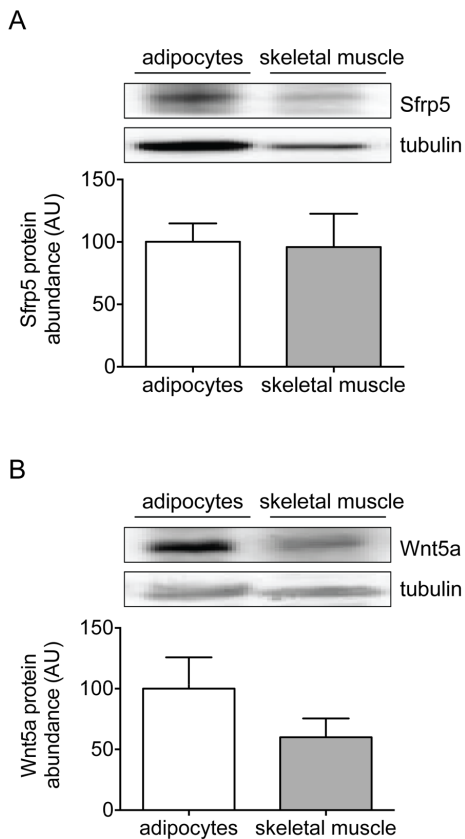 A
adipocytes skeletal muscle
Sfrp5
tubulin
Sfrp5 protein
abundance (AU)
150
100
50
0
adipocytes skeletal muscle
B
adipocytes skeletal muscle
Wnt5a
tubulin
Wnt5a protein
abundance (AU)
150
100
50
0
adipocytes skeletal muscle